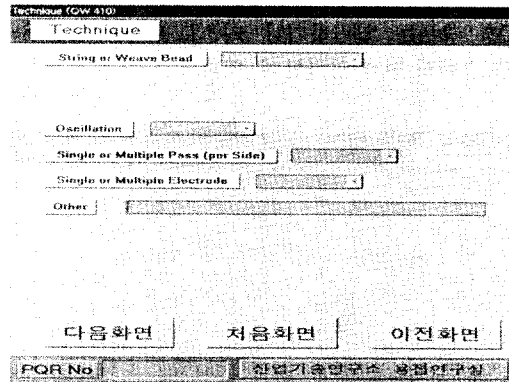 Technique (QW 410)
Technique
String or Weave Bead
Oscillation
Single or Multiple Pass (per Side)
Single or Multiple Electrode
Other
다음화면 처음화면 이전화면
PQR No 산업기술연구소 용접연구실